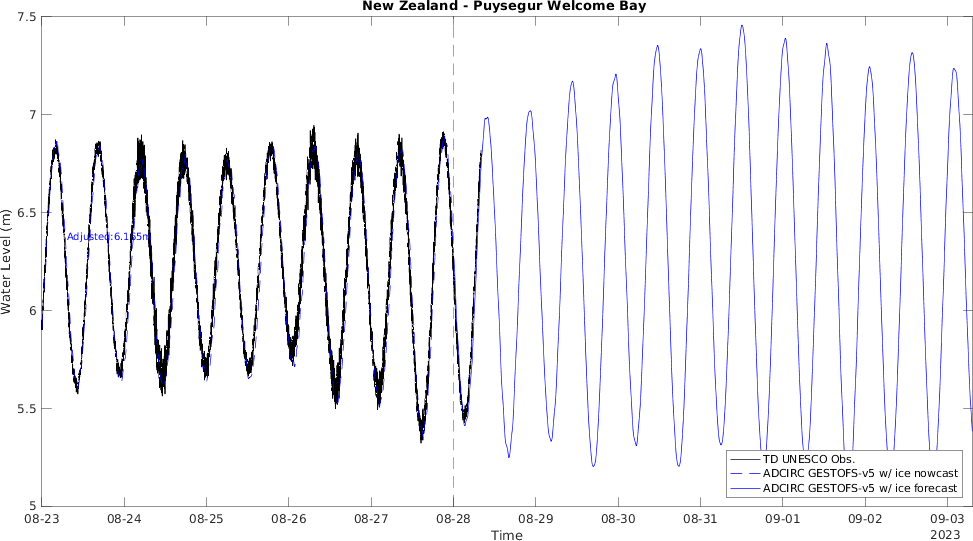 New Zealand - Puysegur Welcome Bay
7.5
7
6.5
6
5.5
5
Water Level (m)
Adjusted:6.165m
08-23
08-24
08-25
08-26
08-27
08-28
08-29
08-30
08-31
09-01
09-02
09-03
2023
Time
TD UNESCO Obs.
ADCIRC GESTOFS-v5 w/ ice nowcast
ADCIRC GESTOFS-v5 w/ ice forecast